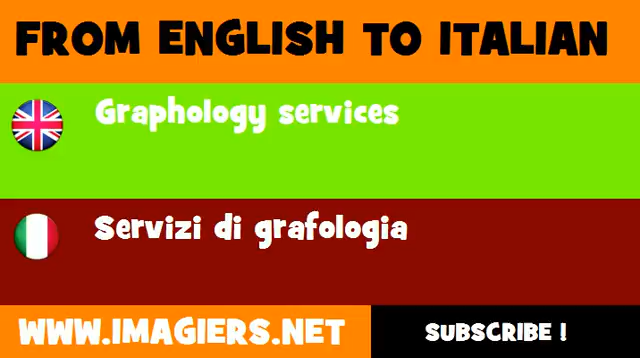 FROM ENGLISH TO ITALIAN
Graphology services
Servizi di grafologia
WWW.IMAGIERS.NET
SUBSCRIBE !